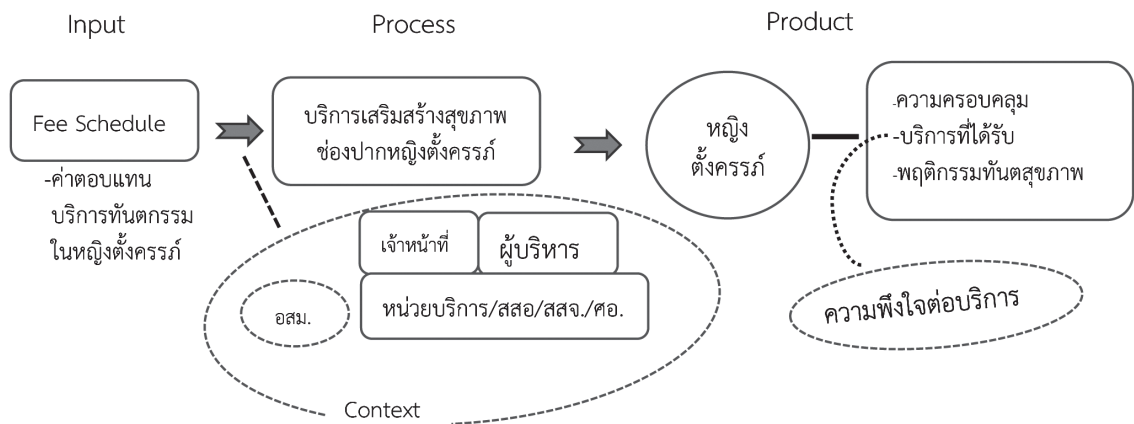 Input
Process
Product
Fee Schedule
-ค่าตอบแทน
บริการทันตกรรม
ในหญิงตั้งครรภ์
บริการเสริมสร้างสุขภาพ
ช่องปากหญิงตั้งครรภ์
หญิง
ตั้งครรภ์
-ความครอบคลุม
-บริการที่ได้รับ
-พฤติกรรมทันตสุขภาพ
เจ้าหน้าที่
ผู้บริหาร
อสม.
หน่วยบริการ/สสอ/สสจ./ศอ.
ความพึงใจต่อบริการ
Context